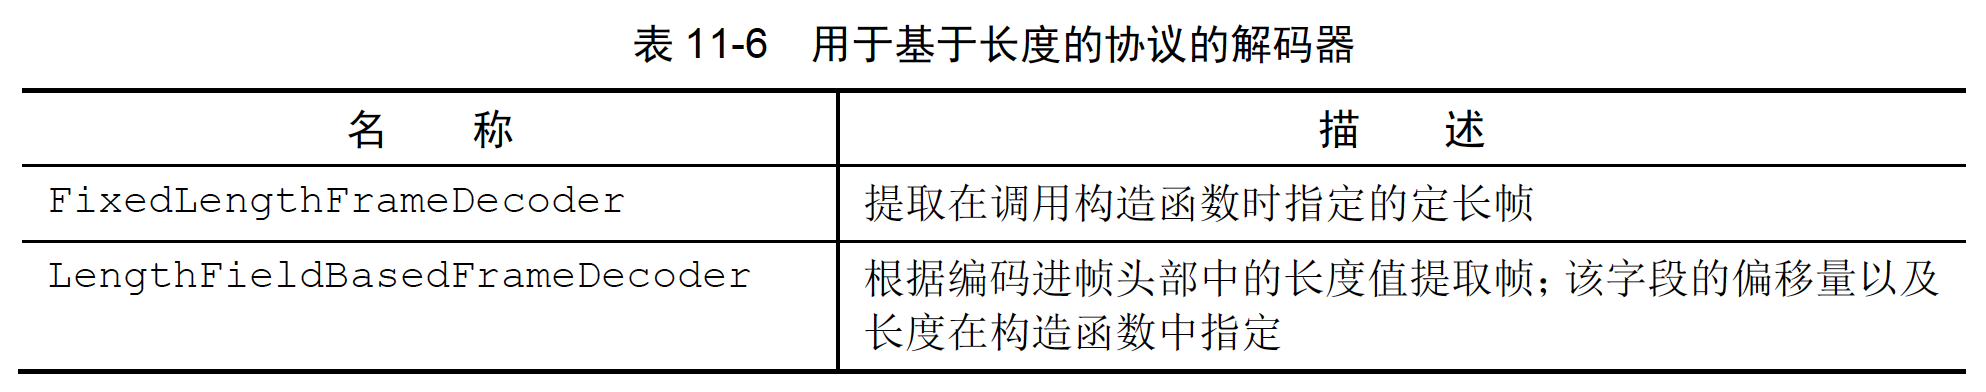 表 11-6 用于基于长度的协议的解码器
名 称
描 述
FixedLengthFrameDecoder
提取在调用构造函数时指定的定长帧
LengthFieldBasedFrameDecoder
根据编码进帧头部中的长度值提取帧；该字段的偏移量以及
长度在构造函数中指定